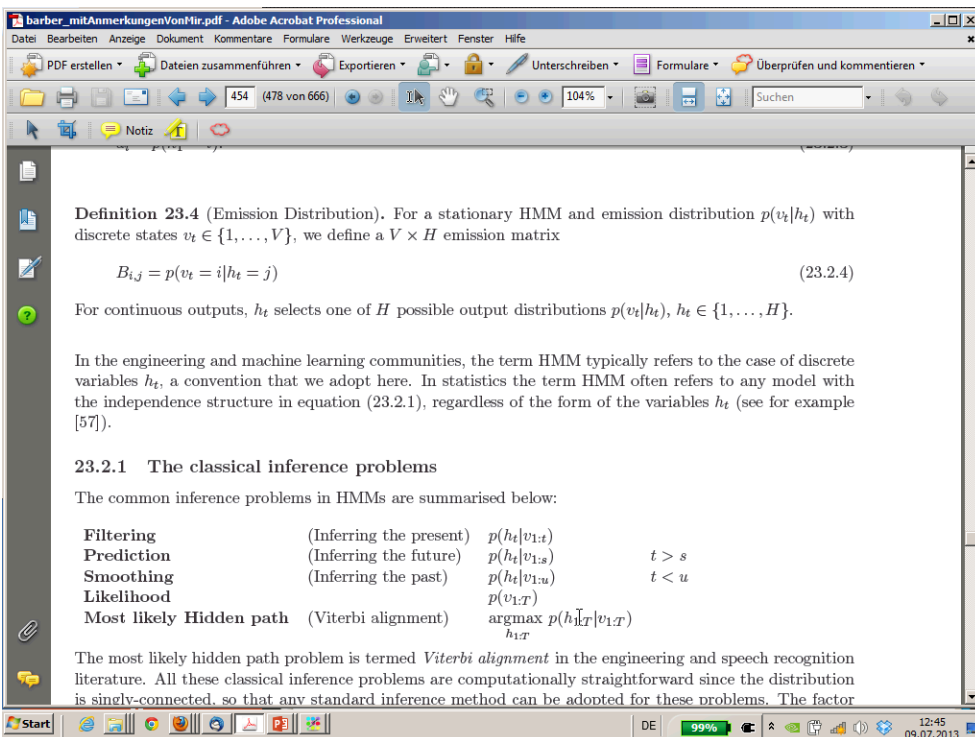 barber_mitAnmerkungenVonMir.pdf - Adobe Acrobat Professional
Datei Bearbeiten Anzeige Dokument Kommentare Formulare Werkzeuge Erweitert Fenster Hilfe
PDF erstellen Dateien zusammenführen Exportieren Unterschreiben Formulare Überprüfen und kommentieren
454 (478 von 666) 104% Suchen
Notiz
Definition 23.4 (Emission Distribution). For a stationary HMM and emission distribution p(v_t|h_t) with
discrete states v_t ∈ {1, . . . , V}, we define a V × H emission matrix
B_{i,j} = p(v_t = i|h_t = j) (23.2.4)
For continuous outputs, h_t selects one of H possible output distributions p(v_t|h_t), h_t ∈ {1, . . . , H}.
In the engineering and machine learning communities, the term HMM typically refers to the case of discrete
variables h_t, a convention that we adopt here. In statistics the term HMM often refers to any model with
the independence structure in equation (23.2.1), regardless of the form of the variables h_t (see for example
[57]).
23.2.1 The classical inference problems
The common inference problems in HMMs are summarised below:
Filtering (Inferring the present) p(h_t|v_{1:t})
Prediction (Inferring the future) p(h_t|v_{1:s}) t > s
Smoothing (Inferring the past) p(h_t|v_{1:u}) t < u
Likelihood p(v_{1:T})
Most likely Hidden path (Viterbi alignment) argmax p(h_{1:T}|v_{1:T})
h_{1:T}
The most likely hidden path problem is termed Viterbi alignment in the engineering and speech recognition
literature. All these classical inference problems are computationally straightforward since the distribution
is singly-connected, so that any standard inference method can be adopted for these problems. The factor
Start DE 99% 12:45
09.07.2013